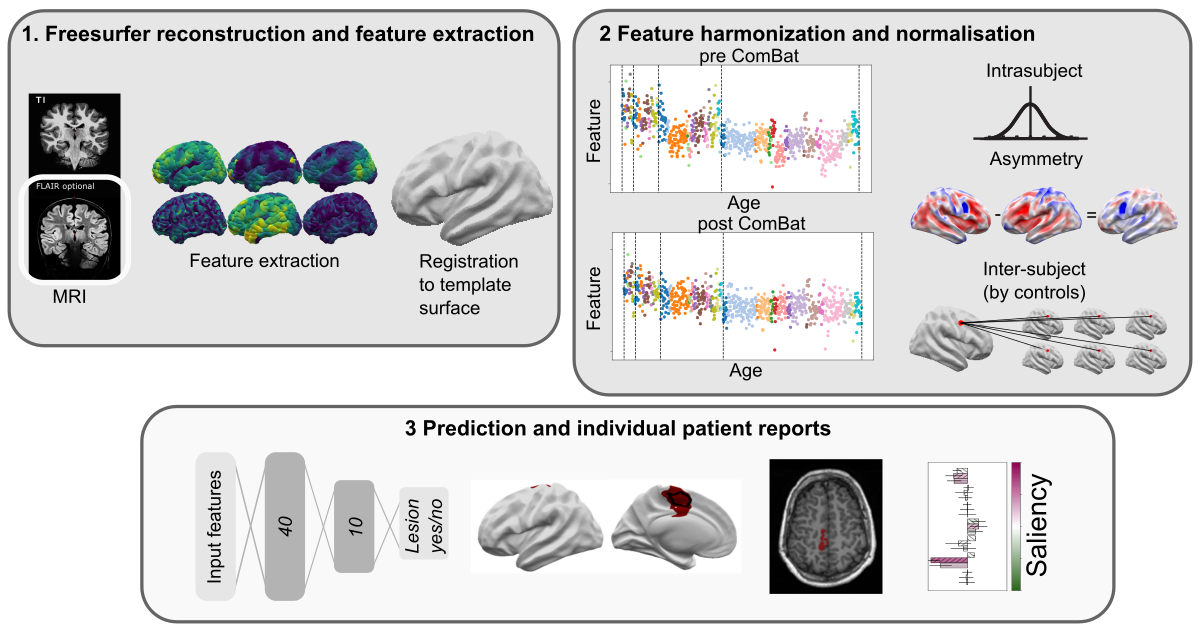 1. Freesurfer reconstruction and feature extraction
T1
FLAIR optional
MRI
Feature extraction
Registration
to template
surface
2 Feature harmonization and normalisation
pre ComBat
Feature
Age
post ComBat
Feature
Age
Intrasubject
Asymmetry
-
=
Inter-subject
(by controls)
3 Prediction and individual patient reports
Input features
40
10
Lesion
yes/no
Saliency